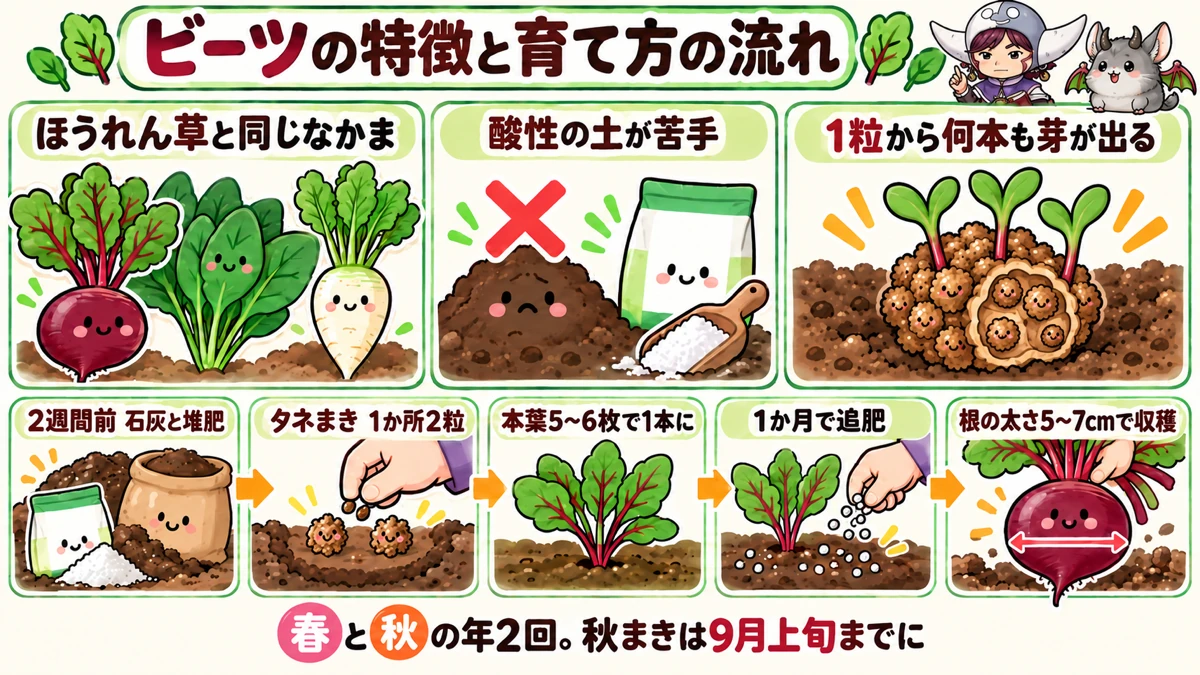 ビーツの特徴と育て方の流れ
ほうれん草と同じなかま
酸性の土が苦手
1粒から何本も芽が出る
2週間前 石灰と堆肥
タネまき 1か所2粒
本葉5~6枚で1本に
1か月で追肥
根の太さ5~7cmで収穫
春と秋の年2回。秋まきは9月上旬までに